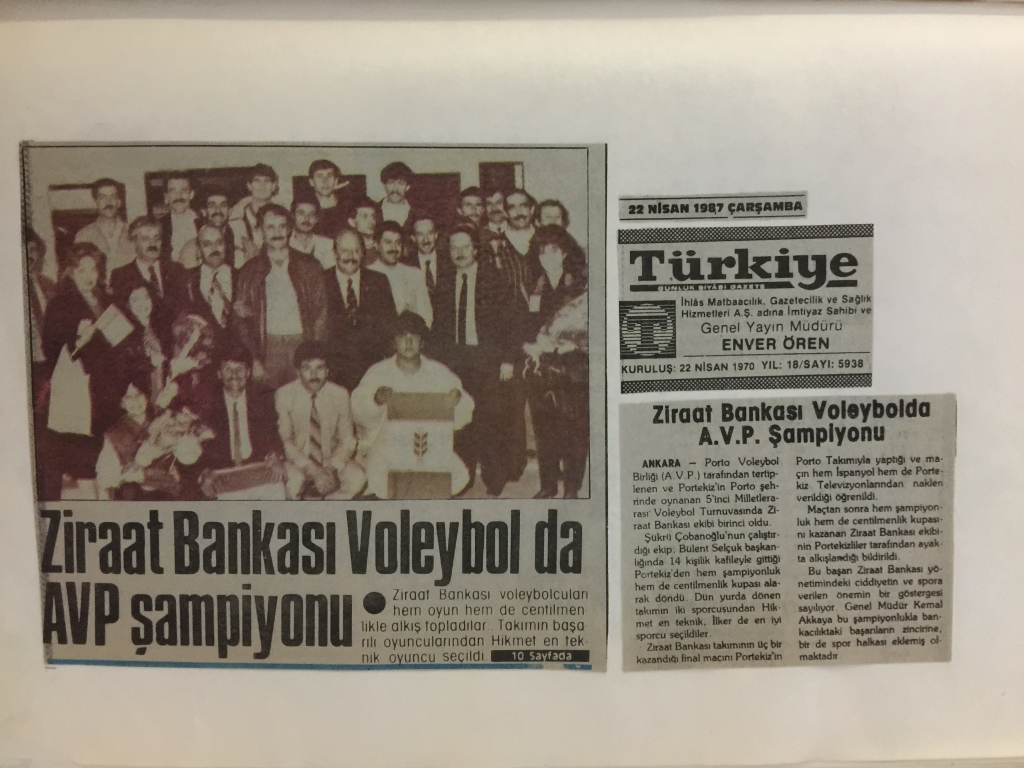 Ziraat Bankası Voleybol da
AVP şampiyonu
● Ziraat Bankası voleybolcuları
hem oyun hem de centilmen-
likle alkış topladılar. Takımın başa-
rılı oyuncularından Hikmet en tek-
nik oyuncu seçildi
10 Sayfada
22 NİSAN 1987 ÇARŞAMBA
Türkiye
GÜNLÜK SİYASİ GAZETE
İhlâs Matbaacılık, Gazetecilik ve Sağlık
Hizmetleri A.Ş. adına İmtiyaz Sahibi ve
Genel Yayın Müdürü
ENVER ÖREN
KURULUŞ: 22 NİSAN 1970 YIL: 18/SAYI: 5938
Ziraat Bankası Voleybolda
A.V.P. Şampiyonu
ANKARA — Porto Voleybol
Birliği (A.V.P.) tarafından tertip-
lenen ve Portekiz'in Porto şeh-
rinde oynanan 5'inci Milletlera-
rası Voleybol Turnuvasında Zi-
raat Bankası ekibi birinci oldu.
Şükrü Çobanoğlu'nun çalıştır-
dığı ekip; Bülent Selçuk başkan-
lığında 14 kişilik kafileyle gittiği
Portekiz'den hem şampiyonluk
hem de centilmenlik kupası ala-
rak döndü. Dün yurda dönen
takımın iki sporcusundan Hik-
met en teknik, İlker de en iyi
sporcu seçildiler.
Ziraat Bankası takımının üç bir
kazandığı final maçını Portekiz'in
Porto Takımıyla yaptığı ve ma-
çın hem İspanyol hem de Porte-
kiz Televizyonlarından naklen
verildiği öğrenildi.
Maçtan sonra hem şampiyon-
luk hem de centilmenlik kupası-
nı kazanan Ziraat Bankası ekibi-
nin Portekizliler tarafından ayak-
ta alkışlandığı bildirildi.
Bu başarı Ziraat Bankası yö-
netimindeki ciddiyetin ve spora
verilen önemin bir göstergesi
sayılıyor. Genel Müdür Kemal
Akkaya bu şampiyonlukla ban-
kacılıktaki başarıların zincirine,
bir de spor halkası eklemiş ol-
maktadır.